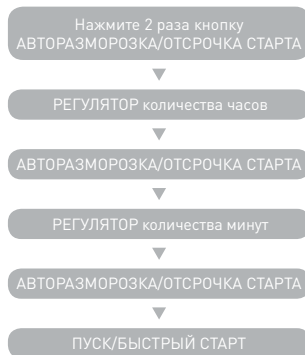 Нажмите 2 раза кнопку
АВТОРАЗМОРОЗКА/ОТСРОЧКА СТАРТА
РЕГУЛЯТОР количества часов
АВТОРАЗМОРОЗКА/ОТСРОЧКА СТАРТА
РЕГУЛЯТОР количества минут
АВТОРАЗМОРОЗКА/ОТСРОЧКА СТАРТА
ПУСК/БЫСТРЫЙ СТАРТ